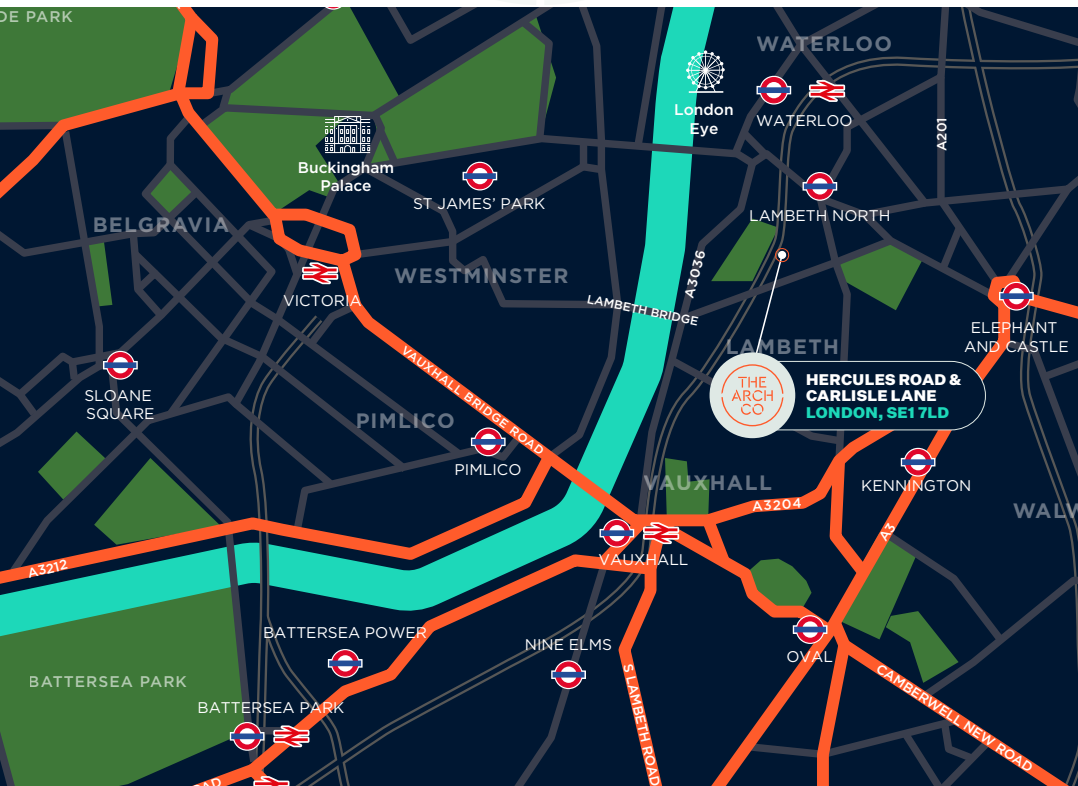 DE PARK
WATERLOO
London
Eye
WATERLOO
A201
Buckingham
Palace
ST JAMES' PARK
LAMBETH NORTH
BELGRAVIA
WESTMINSTER
A3036
VICTORIA
LAMBETH BRIDGE
ELEPHANT
AND CASTLE
LAMBETH
VAUXHALL BRIDGE ROAD
THE
ARCH
CO
HERCULES ROAD &
CARLISLE LANE
LONDON, SE1 7LD
SLOANE
SQUARE
PIMLICO
PIMLICO
VAUXHALL
KENNINGTON
A3204
WALW
A3
VAUXHALL
A3212
BATTERSEA POWER
NINE ELMS
OVAL
BATTERSEA PARK
S LAMBETH ROAD
CAMBERWELL NEW ROAD
BATTERSEA PARK
AD